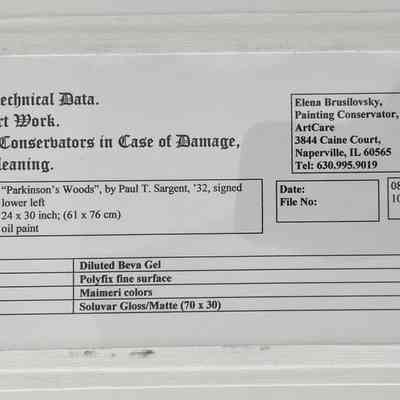 echnical Data.
rt Work.
Conservators in Case of Damage,
leaning.
Elena Brusilovsky,
Painting Conservator,
ArtCare
3844 Caine Court,
Naperville, IL 60565
Tel: 630.995.9019
“Parkinson’s Woods”, by Paul T. Sargent, ’32, signed
lower left
24 x 30 inch; (61 x 76 cm)
oil paint
Date: 08
File No: 10
Diluted Beva Gel
Polyfix fine surface
Maimeri colors
Soluvar Gloss/Matte (70 x 30)